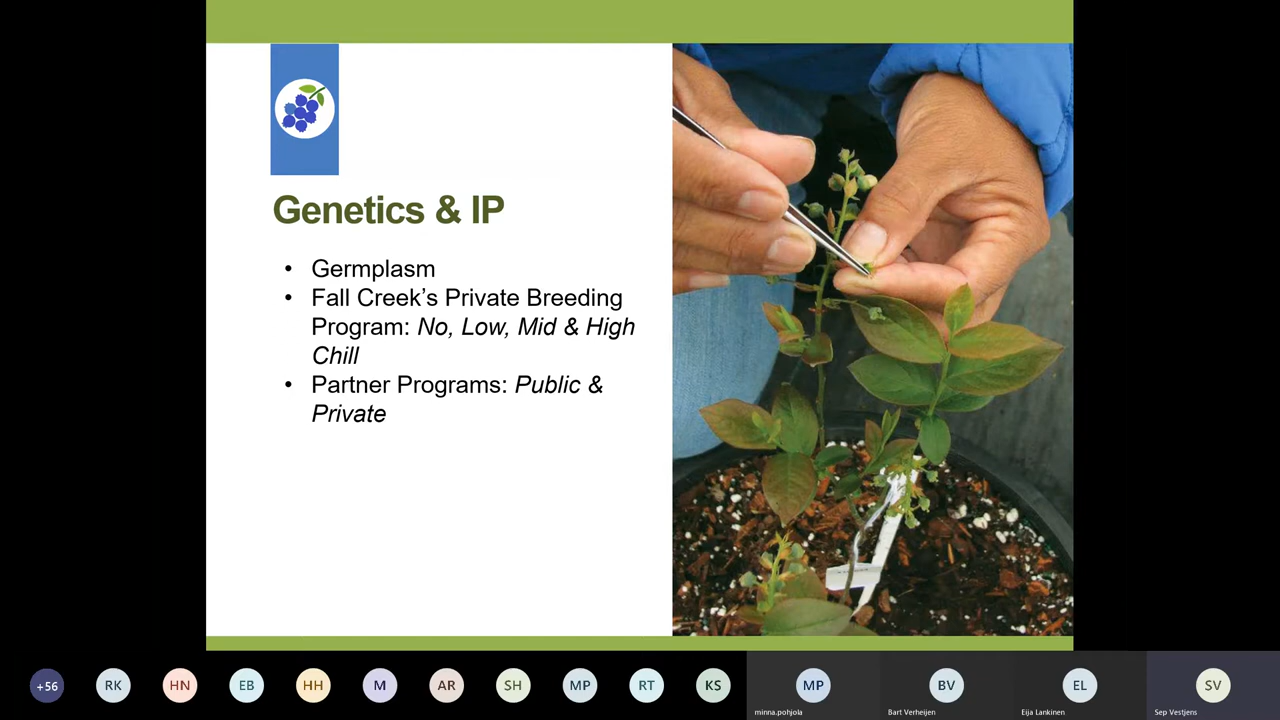 Genetics & IP
• Germplasm
• Fall Creek’s Private Breeding
Program: No, Low, Mid & High
Chill
• Partner Programs: Public &
Private
+56
RK
HN
EB
HH
M
AR
SH
MP
RT
KS
MP
BV
EL
SV
minna.pohjola
Bart Verheijen
Eija Lankinen
Sep Vestjens